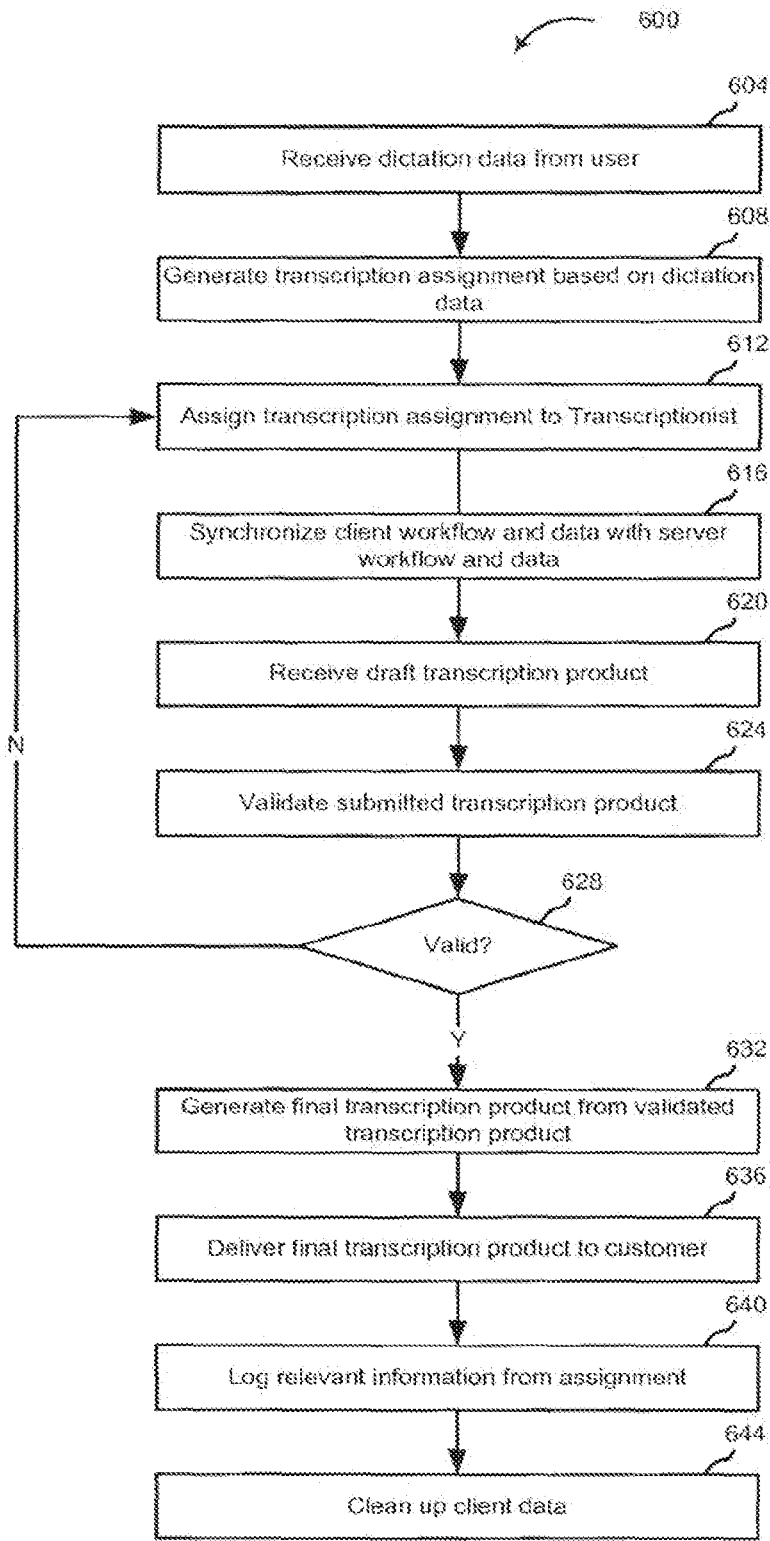 600
604
Receive dictation data from user
608
Generate transcription assignment based on dictation
data
612
Assign transcription assignment to Transcriptionist
616
Synchronize client workflow and data with server
workflow and data
620
Receive draft transcription product
624
Validate submitted transcription product
N
628
Valid?
Y
632
Generate final transcription product from validated
transcription product
636
Deliver final transcription product to customer
640
Log relevant information from assignment
644
Clean up client data